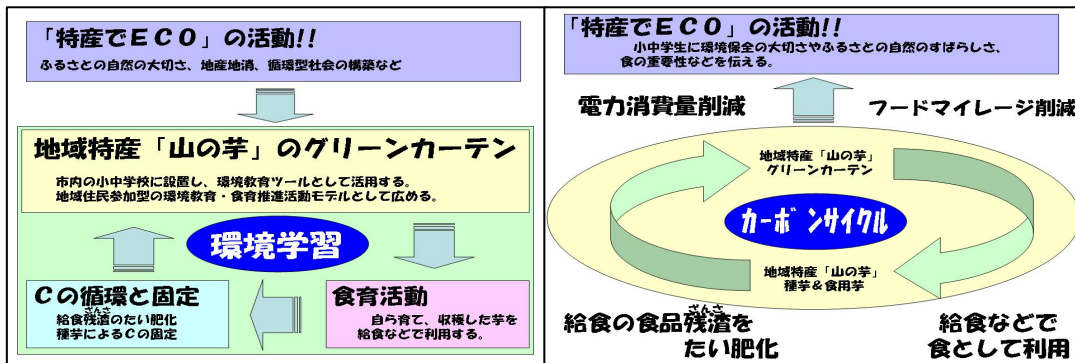 「特産でECO」の活動!!
ふるさとの自然の大切さ、地産地消、循環型社会の構築など
地域特産「山の芋」のグリーンカーテン
市内の小中学校に設置し、環境教育ツールとして活用する。
地域住民参加型の環境教育・食育推進活動モデルとして広める。
環境学習
Cの循環と固定
ざんさ
給食残渣のたい肥化
種芋によるCの固定
食育活動
自ら育て、収穫した芋を
給食などで利用する。
「特産でECO」の活動!!
小中学生に環境保全の大切さやふるさとの自然のすばらしさ、
食の重要性などを伝える。
電力消費量削減
フードマイレージ削減
地域特産「山の芋」
グリーンカーテン
カーボンサイクル
地域特産「山の芋」
種芋&食用芋
ざんさ
給食の食品残渣を
たい肥化
給食などで
食として利用